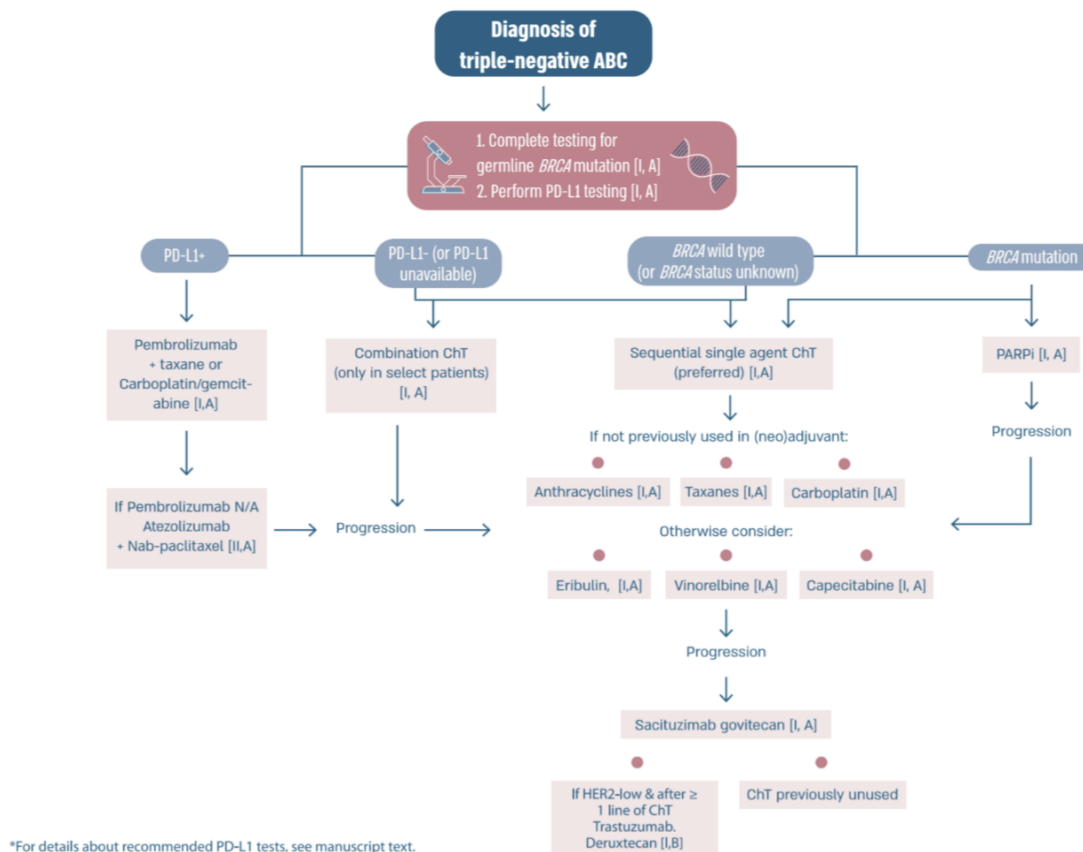 Diagnosis of
triple-negative ABC
1. Complete testing for
germline BRCA mutation [I, A]
2. Perform PD-L1 testing [I, A]
PD-L1+
PD-L1- (or PD-L1
unavailable)
BRCA wild type
(or BRCA status unknown)
BRCA mutation
Pembrolizumab
+ taxane or
Carboplatin/gemcit-
abine [I,A]
Combination ChT
(only in select patients)
[I, A]
Sequential single agent ChT
(preferred) [I,A]
PARPi [I, A]
Progression
If not previously used in (neo)adjuvant:
Anthracyclines [I,A]
Taxanes [I,A]
Carboplatin [I,A]
If Pembrolizumab N/A
Atezolizumab
+ Nab-paclitaxel [II,A]
Progression
Otherwise consider:
Eribulin, [I,A]
Vinorelbine [I,A]
Capecitabine [I, A]
Progression
Sacituzimab govitecan [I, A]
If HER2-low & after ≥
1 line of ChT
Trastuzumab.
Deruxtecan [I,B]
ChT previously unused
*For details about recommended PD-L1 tests, see manuscript text.